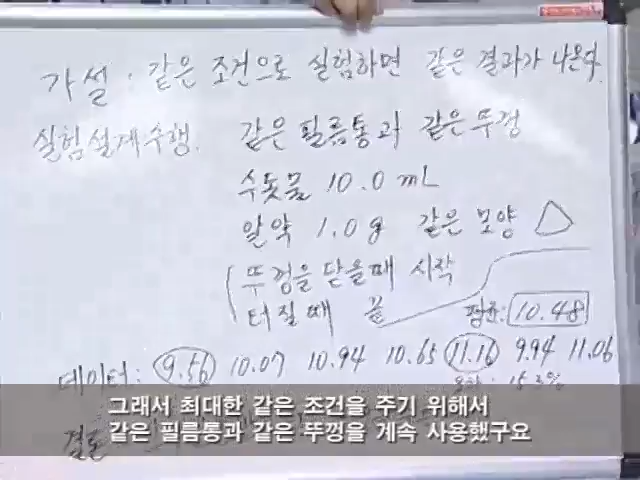 가설 · 같은 조건으로 실험하면 같은 결과가 나온다.
실험설계수행. 같은 필름통과 같은 뚜껑
수돗물 10.0 mL
알약 1.0g 같은 모양
뚜껑을 닫을때 시작
터질때 끝
평균: 10.48
데이터: 9.56 10.07 10.94 10.65 11.16 9.94 11.06
결론
그래서 최대한 같은 조건을 주기 위해서
같은 필름통과 같은 뚜껑을 계속 사용했구요